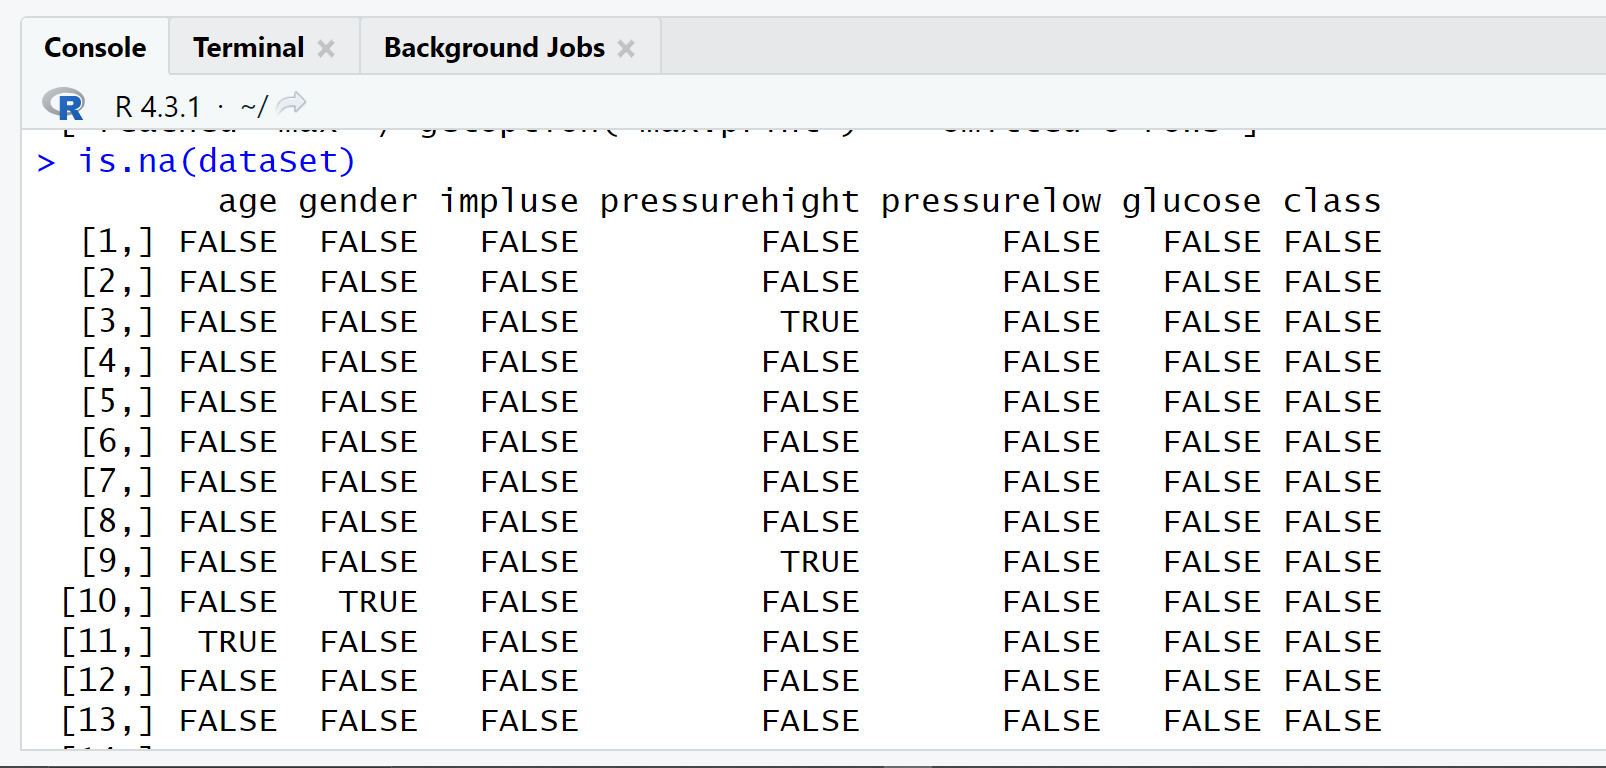 Console Terminal Background Jobs
R R 4.3.1 · ~/
> is.na(dataSet)
age gender impluse pressurehight pressurelow glucose class
[1,] FALSE FALSE FALSE FALSE FALSE FALSE FALSE
[2,] FALSE FALSE FALSE FALSE FALSE FALSE FALSE
[3,] FALSE FALSE FALSE TRUE FALSE FALSE FALSE
[4,] FALSE FALSE FALSE FALSE FALSE FALSE FALSE
[5,] FALSE FALSE FALSE FALSE FALSE FALSE FALSE
[6,] FALSE FALSE FALSE FALSE FALSE FALSE FALSE
[7,] FALSE FALSE FALSE FALSE FALSE FALSE FALSE
[8,] FALSE FALSE FALSE FALSE FALSE FALSE FALSE
[9,] FALSE FALSE FALSE TRUE FALSE FALSE FALSE
[10,] FALSE TRUE FALSE FALSE FALSE FALSE FALSE
[11,] TRUE FALSE FALSE FALSE FALSE FALSE FALSE
[12,] FALSE FALSE FALSE FALSE FALSE FALSE FALSE
[13,] FALSE FALSE FALSE FALSE FALSE FALSE FALSE